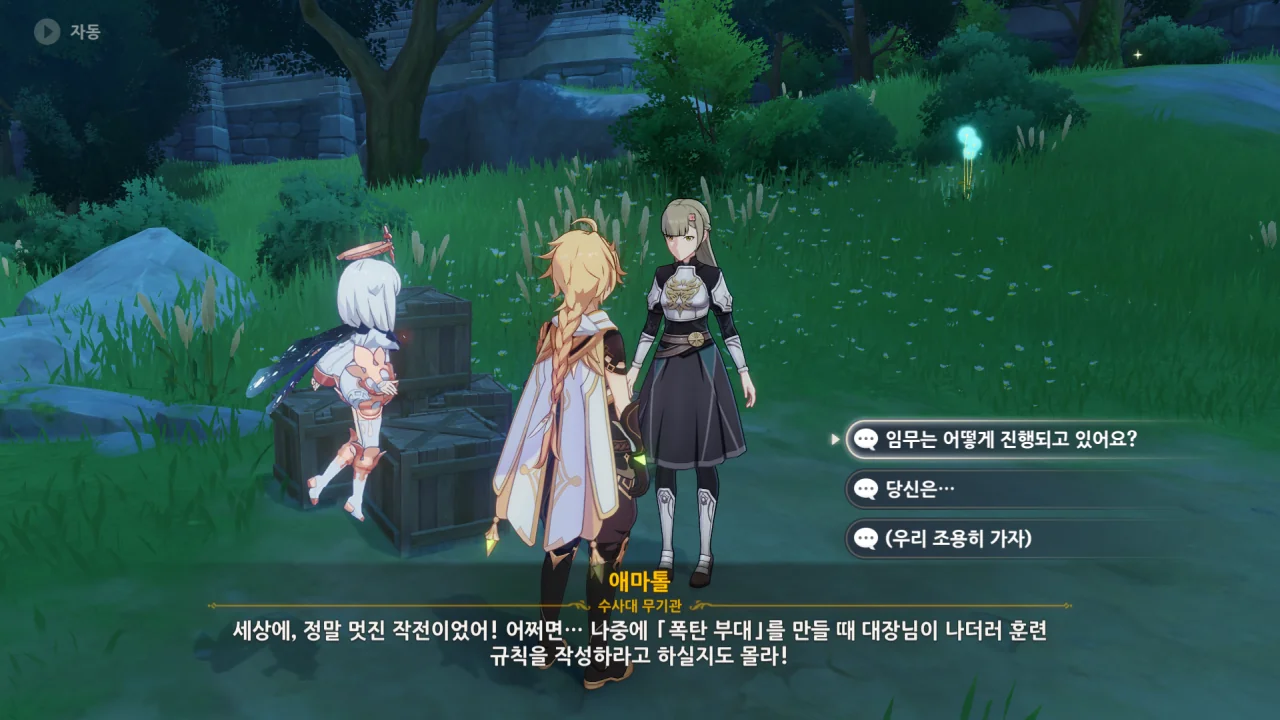 자동
임무는 어떻게 진행되고 있어요?
당신은…
(우리 조용히 가자)
애마톨
수사대 무기관
세상에, 정말 멋진 작전이었어! 어쩌면… 나중에 「폭탄 부대」를 만들 때 대장님이 나더러 훈련
규칙을 작성하라고 하실지도 몰라!